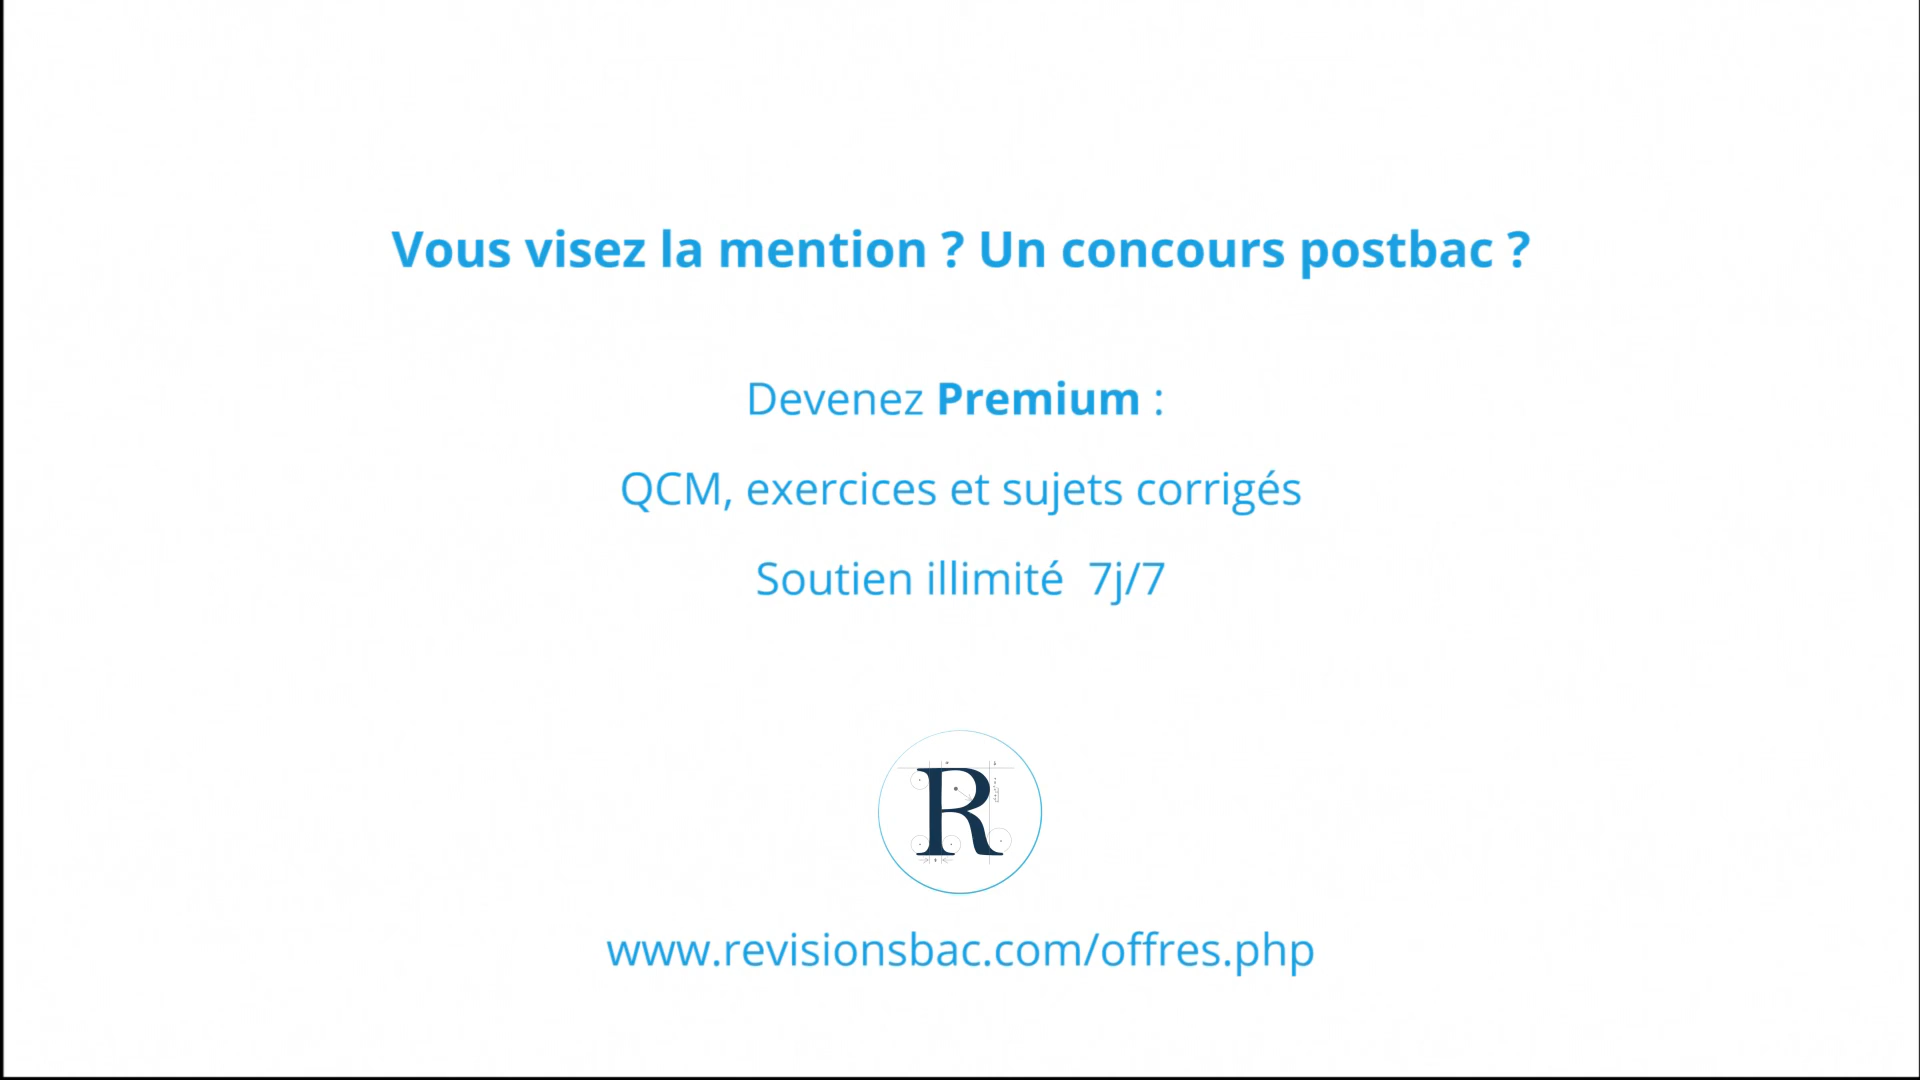 Vous visez la mention ? Un concours postbac ?
Devenez Premium :
QCM, exercices et sujets corrigés
Soutien illimité 7j/7
R
www.revisionsbac.com/offres.php